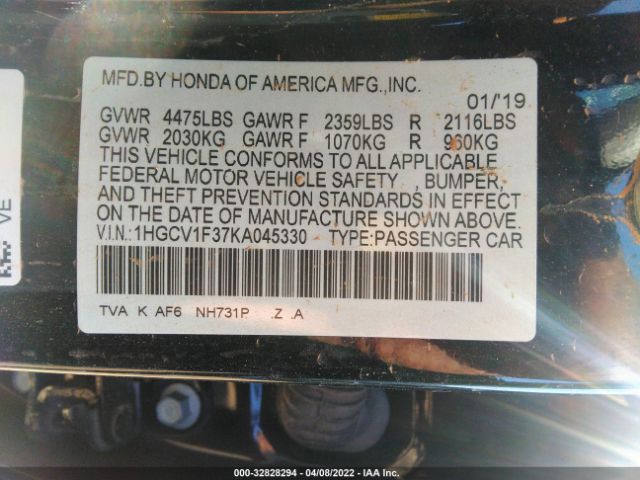 MFD.BY HONDA OF AMERICA MFG.,INC.
01/'19
GVWR 4475LBS GAWR F 2359LBS R 2116LBS
GVWR 2030KG GAWR F 1070KG R 960KG
THIS VEHICLE CONFORMS TO ALL APPLICABLE
FEDERAL MOTOR VEHICLE SAFETY , BUMPER,
AND THEFT PREVENTION STANDARDS IN EFFECT
ON THE DATE OF MANUFACTURE SHOWN ABOVE.
V.I.N.:1HGCV1F37KA045330 TYPE:PASSENGER CAR
TVA K AF6 NH731P .Z .A
VE
000-32828294 - 04/08/2022 - IAA Inc.